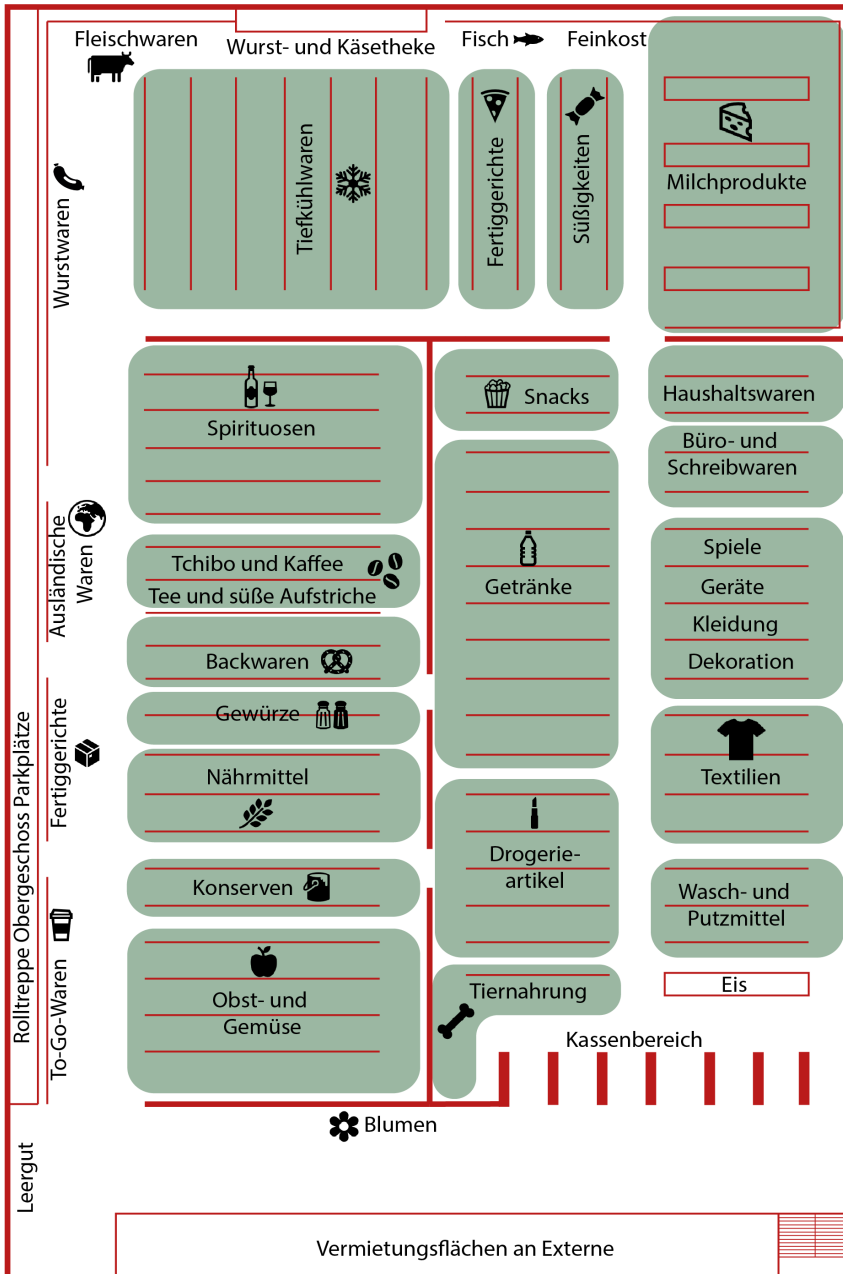 Fleischwaren
Wurst- und Käsetheke
Fisch
Feinkost
Wurstwaren
Tiefkühlwaren
Fertiggerichte
Süßigkeiten
Milchprodukte
Spirituosen
Snacks
Haushaltswaren
Büro- und
Schreibwaren
Ausländische
Waren
Tchibo und Kaffee
Tee und süße Aufstriche
Getränke
Spiele
Geräte
Kleidung
Dekoration
Backwaren
Gewürze
Fertiggerichte
Nährmittel
Textilien
Rolltreppe Obergeschoss Parkplätze
Konserven
Drogerie-
artikel
Wasch- und
Putzmittel
To-Go-Waren
Obst- und
Gemüse
Tiernahrung
Eis
Kassenbereich
Blumen
Leergut
Vermietungsflächen an Externe